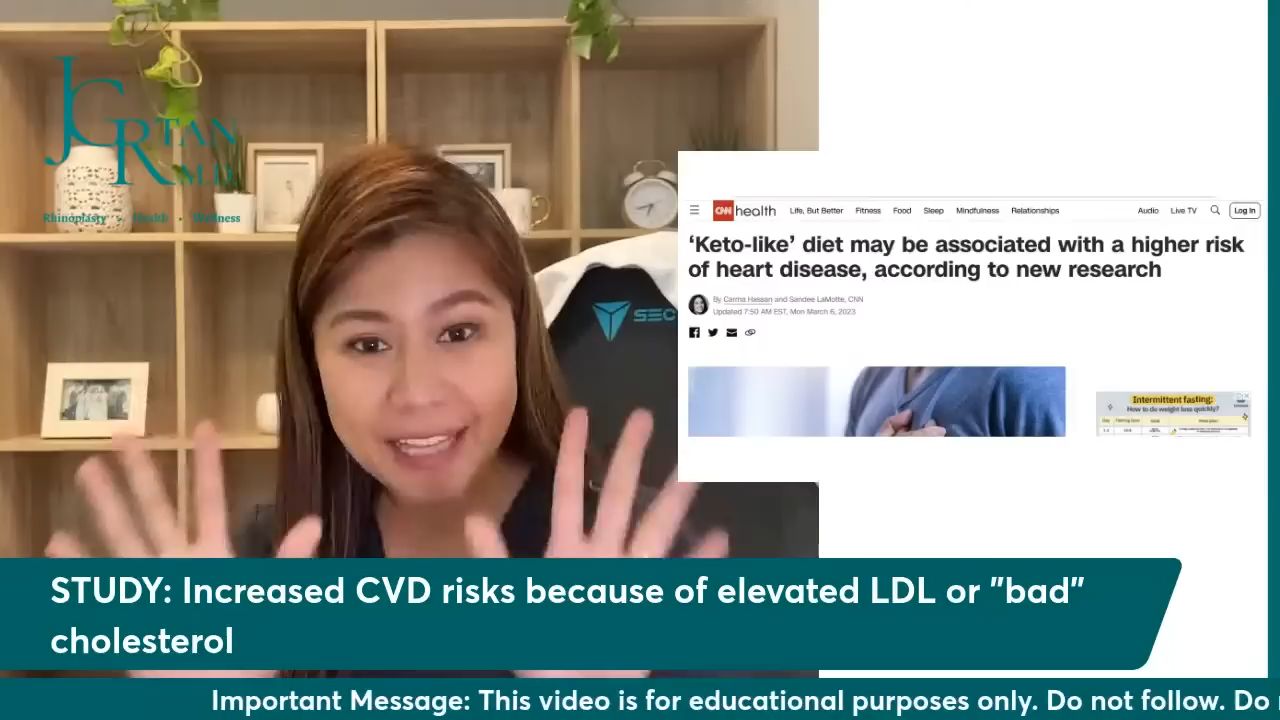 JCR TAN M.D.
Rhinoplasty · Health · Wellness
SEC
CNN health
Life, But Better
Fitness
Food
Sleep
Mindfulness
Relationships
Audio
Live TV
Log In
‘Keto-like’ diet may be associated with a higher risk
of heart disease, according to new research
By Carma Hassan and Sandee LaMotte, CNN
Updated 7:50 AM EST, Mon March 6, 2023
Intermittent fasting:
How to do weight loss quickly?
STUDY: Increased CVD risks because of elevated LDL or "bad"
cholesterol
Important Message: This video is for educational purposes only. Do not follow. Do